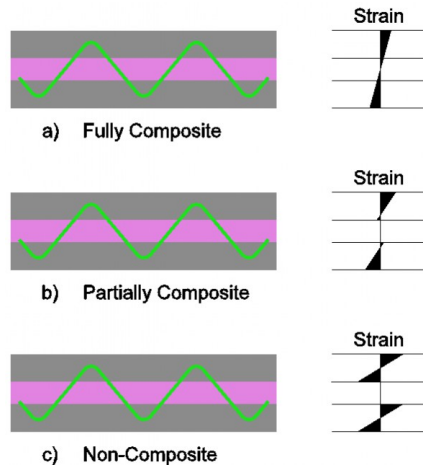 Strain
a) Fully Composite
Strain
b) Partially Composite
Strain
c) Non-Composite